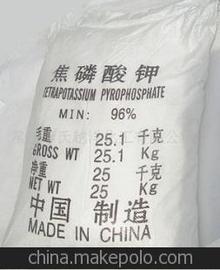 焦磷酸钾
TETRAPOTASSIUM PYROPHOSPHATE
MIN: 96%
毛重 25.1 千克
GROSS WT 25.1 Kg
净重 25 千克
NET WT 25 Kg
中国 制造
MADE IN CHINA
www.makepolo.com